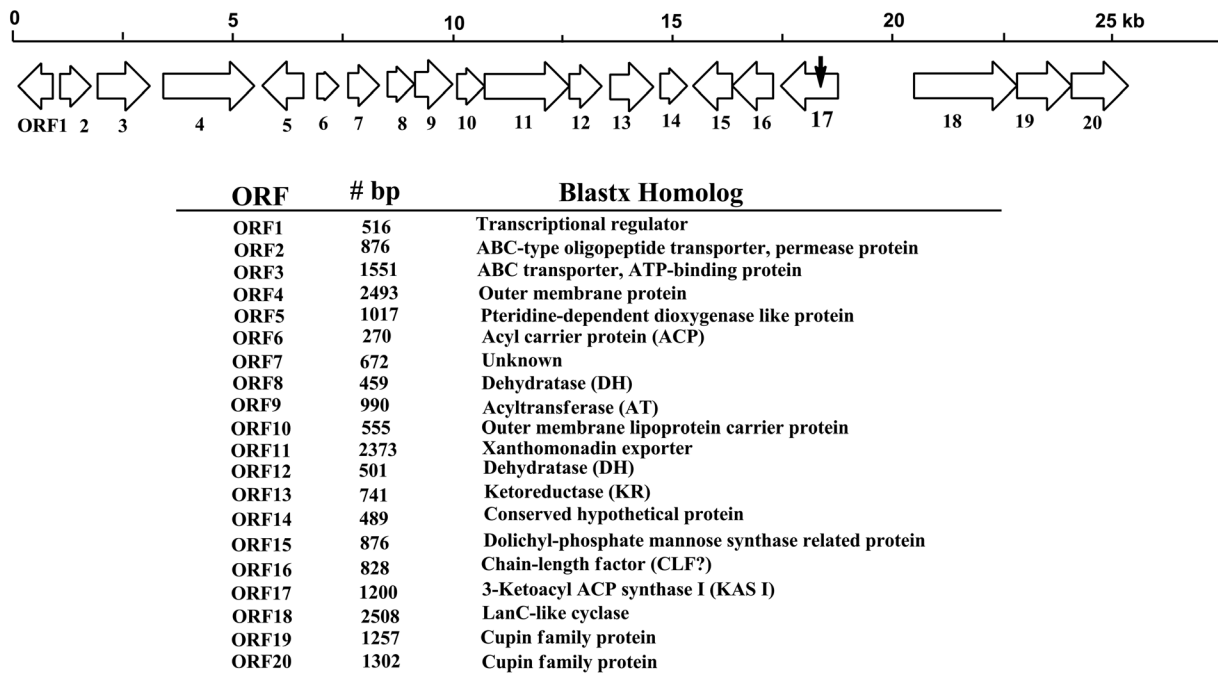 0 5 10 15 20 25 kb
ORF1 2 3 4 5 6 7 8 9 10 11 12 13 14 15 16 17 18 19 20
ORF # bp Blastx Homolog
ORF1 516 Transcriptional regulator
ORF2 876 ABC-type oligopeptide transporter, permease protein
ORF3 1551 ABC transporter, ATP-binding protein
ORF4 2493 Outer membrane protein
ORF5 1017 Pteridine-dependent dioxygenase like protein
ORF6 270 Acyl carrier protein (ACP)
ORF7 672 Unknown
ORF8 459 Dehydratase (DH)
ORF9 990 Acyltransferase (AT)
ORF10 555 Outer membrane lipoprotein carrier protein
ORF11 2373 Xanthomonadin exporter
ORF12 501 Dehydratase (DH)
ORF13 741 Ketoreductase (KR)
ORF14 489 Conserved hypothetical protein
ORF15 876 Dolichyl-phosphate mannose synthase related protein
ORF16 828 Chain-length factor (CLF?)
ORF17 1200 3-Ketoacyl ACP synthase I (KAS I)
ORF18 2508 LanC-like cyclase
ORF19 1257 Cupin family protein
ORF20 1302 Cupin family protein